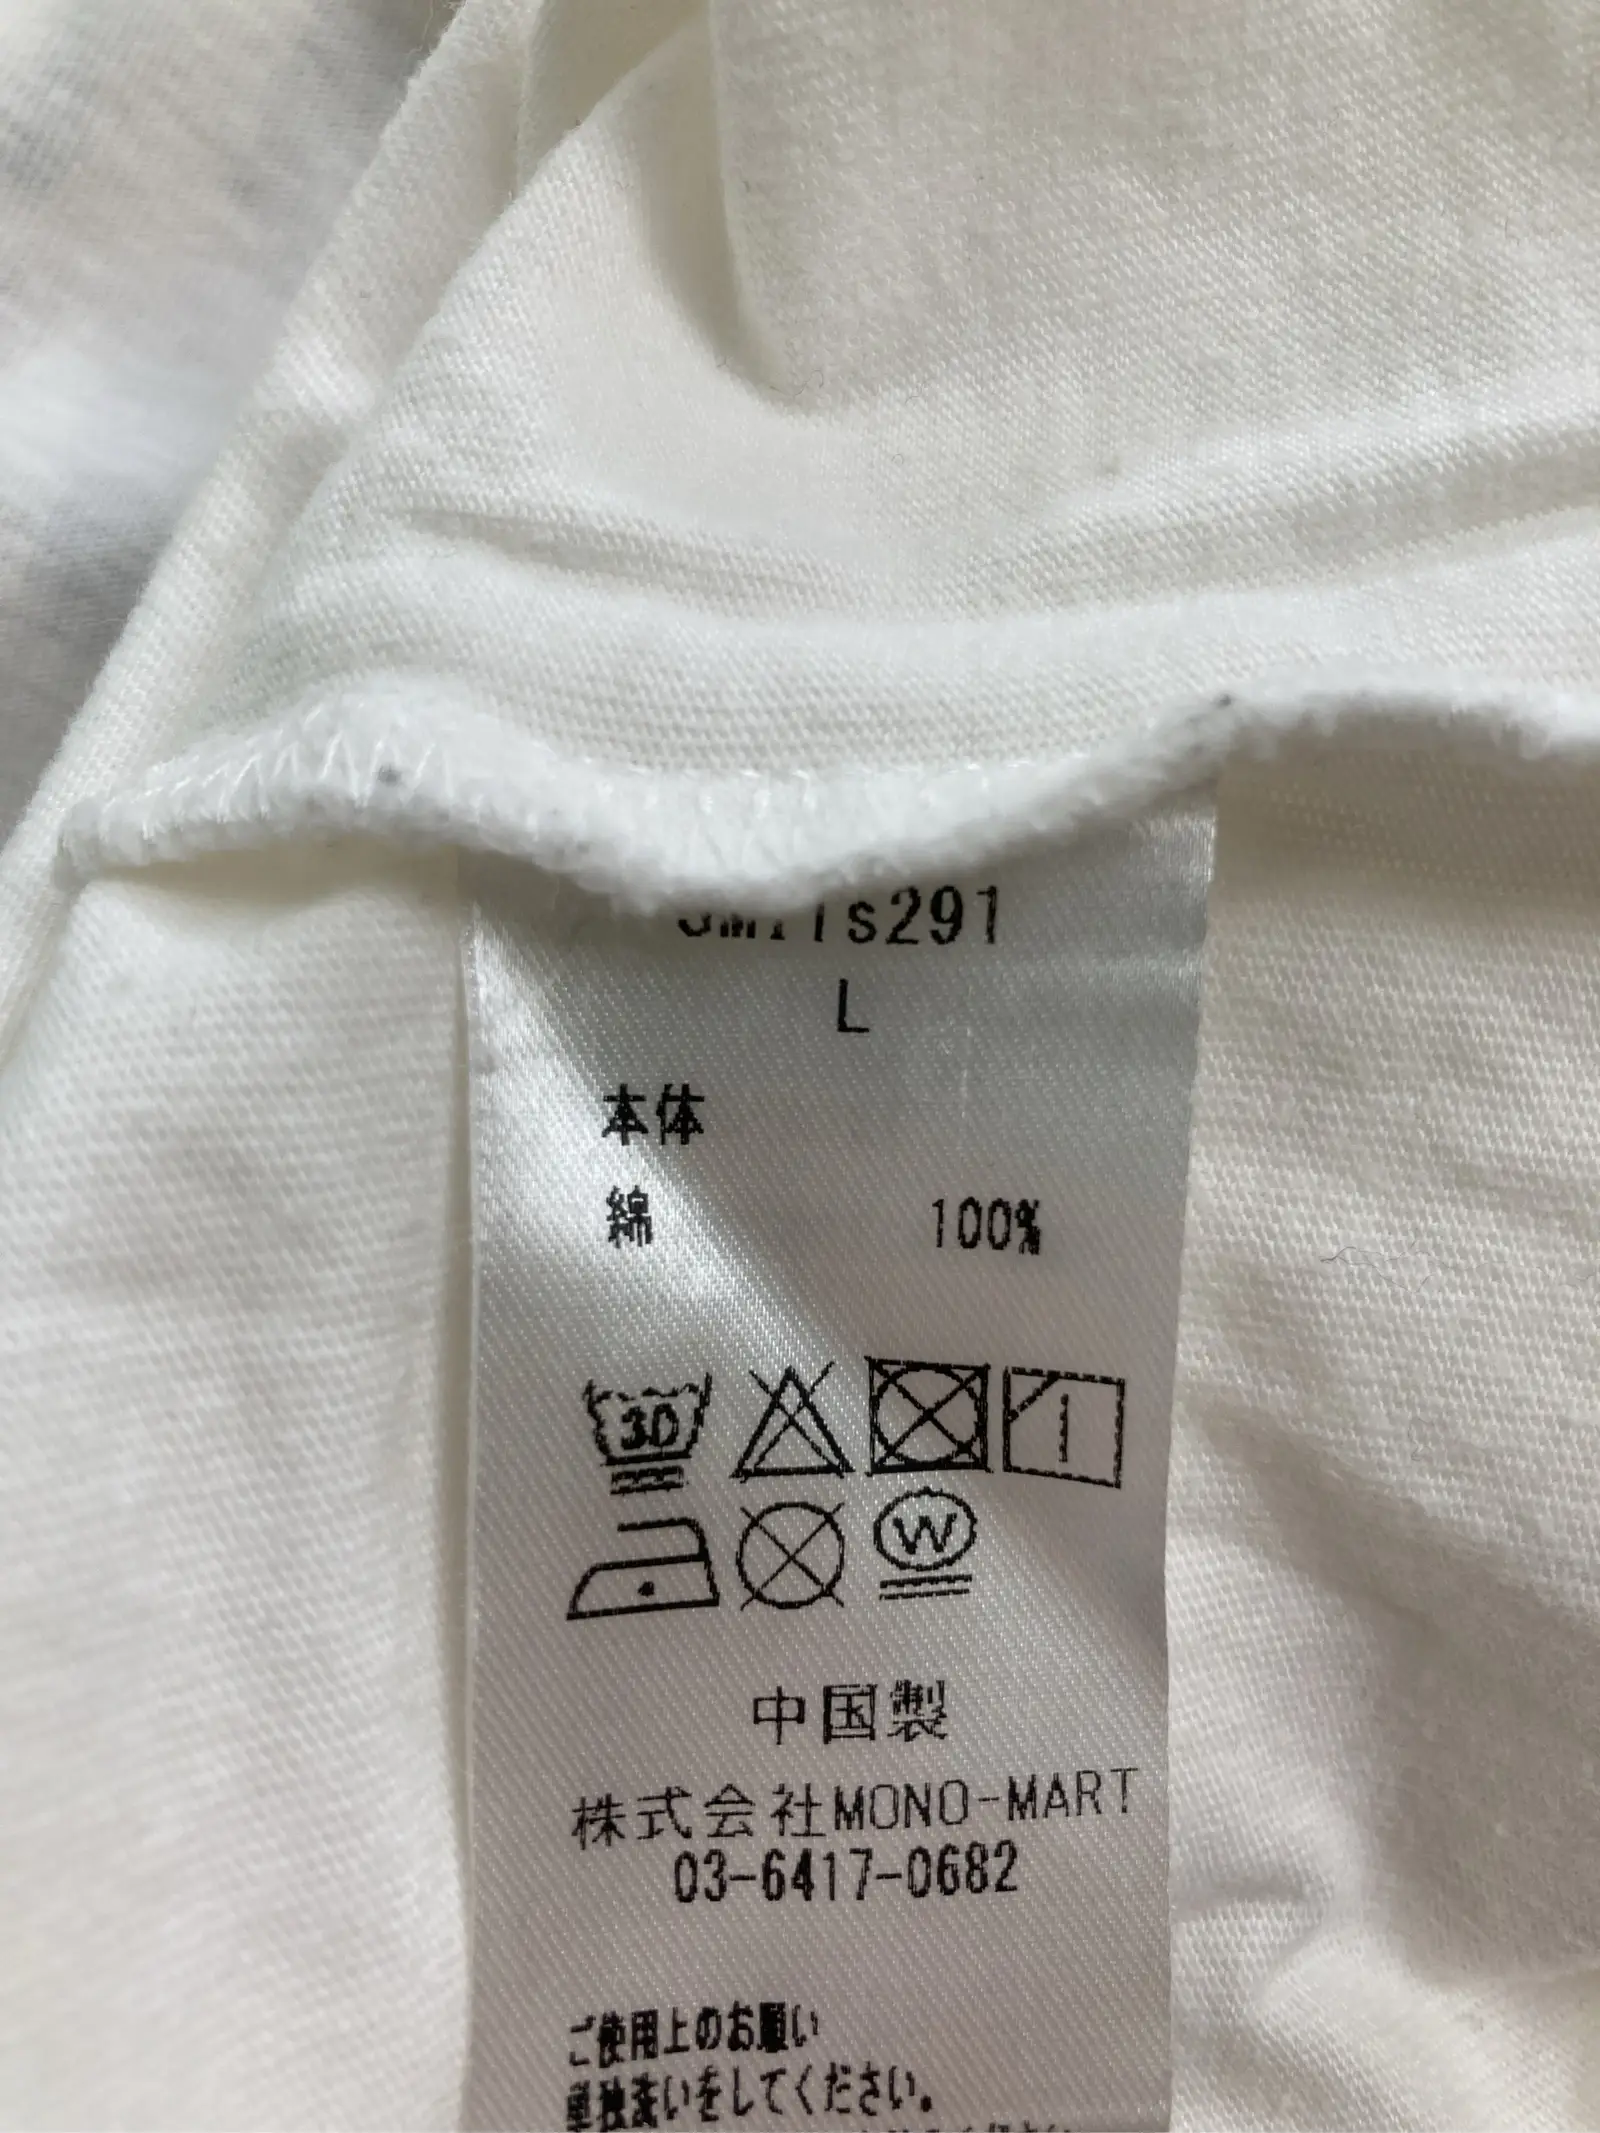 L
本体
綿 100%
30
W
中国製
株式会社MONO-MART
03-6417-0682
ご使用上のお願い
単独洗いをしてください。